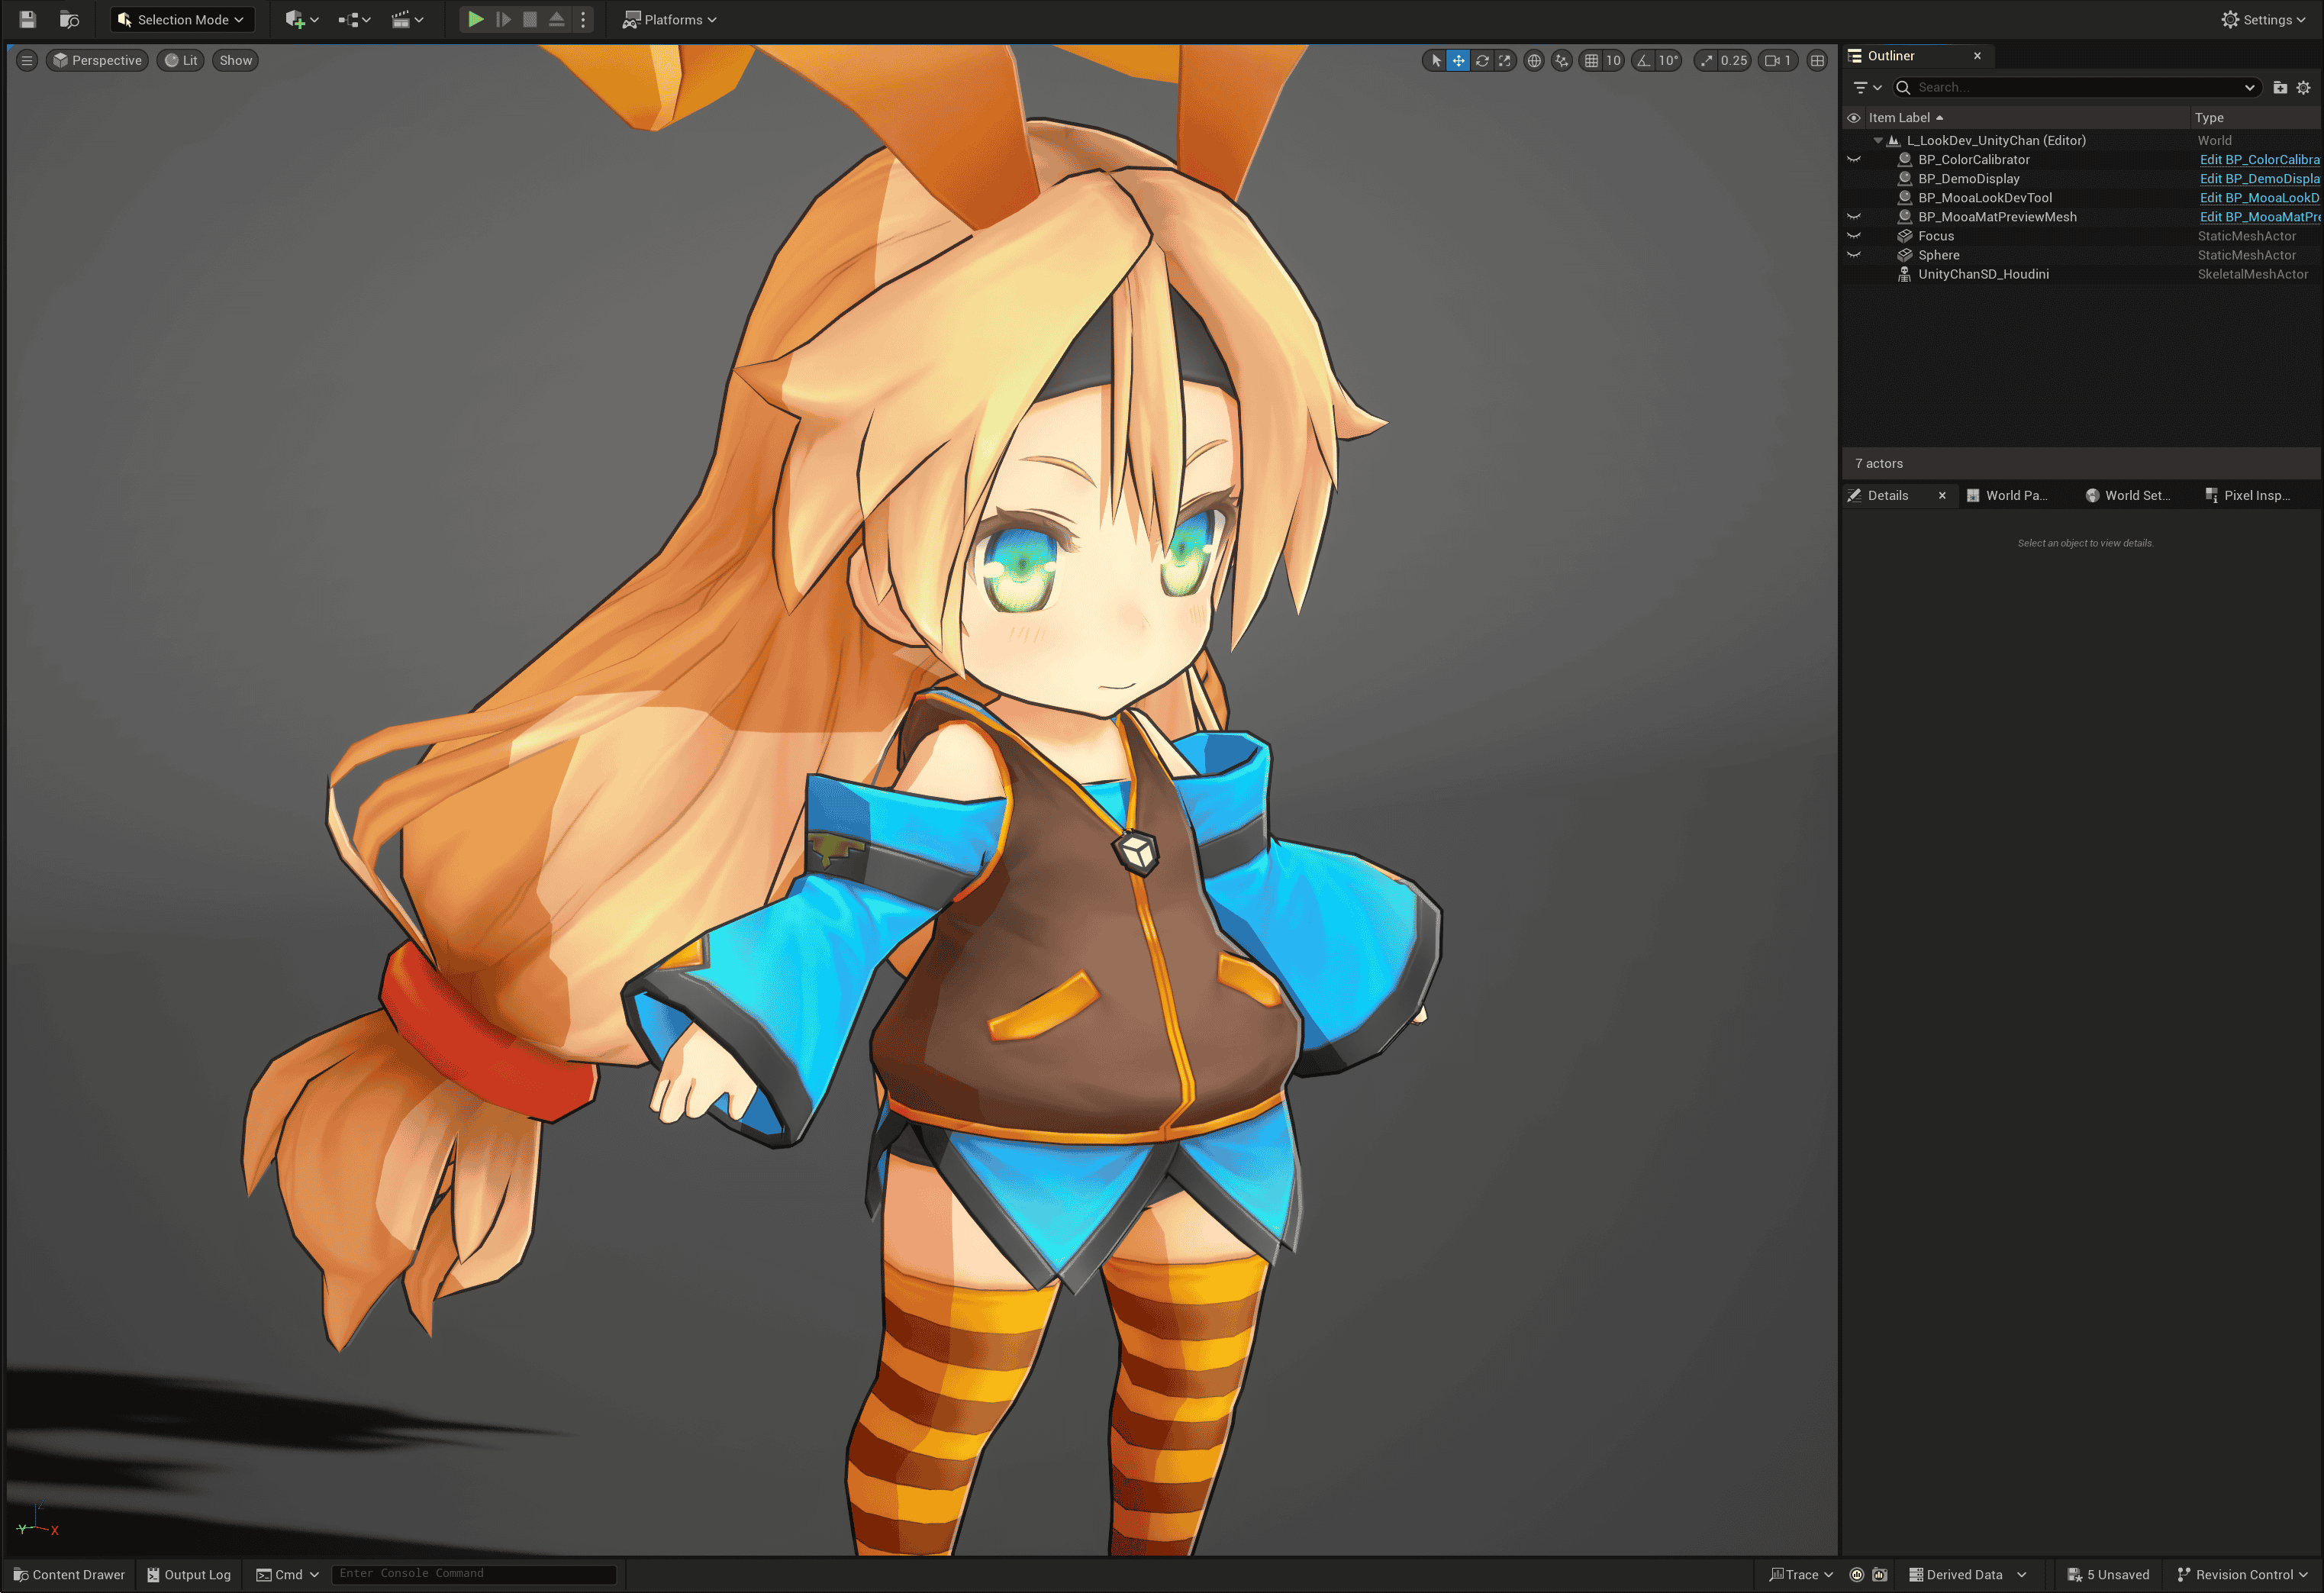 Selection Mode
Platforms
Settings
Perspective
Lit
Show
10
10°
0.25
1
Outliner
Search...
Item Label
Type
L_LookDev_UnityChan (Editor)
World
BP_ColorCalibrator
Edit BP_ColorCalibra
BP_DemoDisplay
Edit BP_DemoDispla
BP_MooaLookDevTool
Edit BP_MooaLookD
BP_MooaMatPreviewMesh
Edit BP_MooaMatPre
Focus
StaticMeshActor
Sphere
StaticMeshActor
UnityChanSD_Houdini
SkeletalMeshActor
7 actors
Details
World Pa...
World Set...
Pixel Insp...
Select an object to view details.
Z
Y
X
Content Drawer
Output Log
Cmd
Enter Console Command
Trace
Derived Data
5 Unsaved
Revision Control